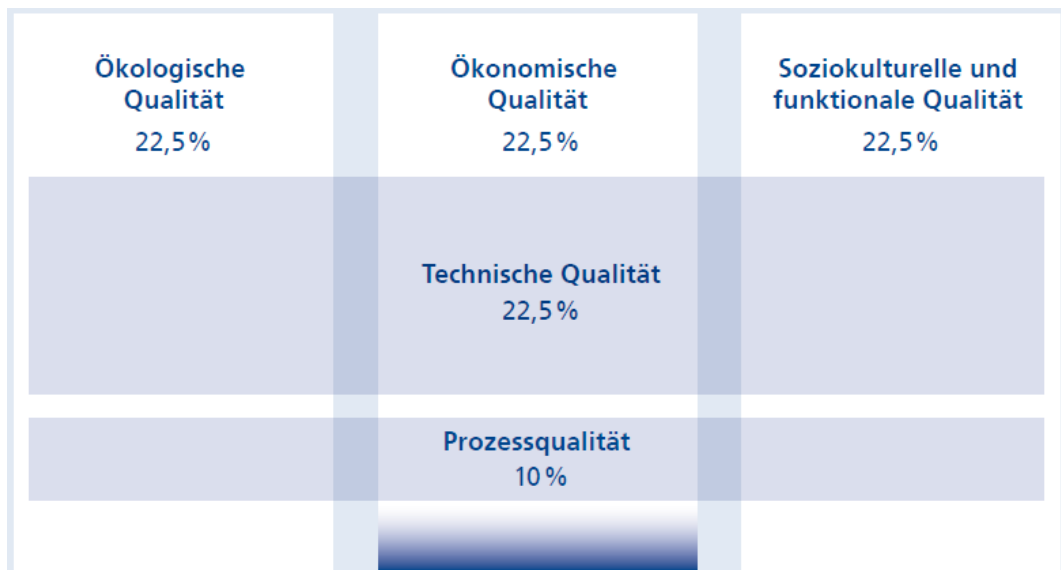 Ökologische
Qualität
22,5%
Ökonomische
Qualität
22,5%
Soziokulturelle und
funktionale Qualität
22,5%
Technische Qualität
22,5%
Prozessqualität
10%